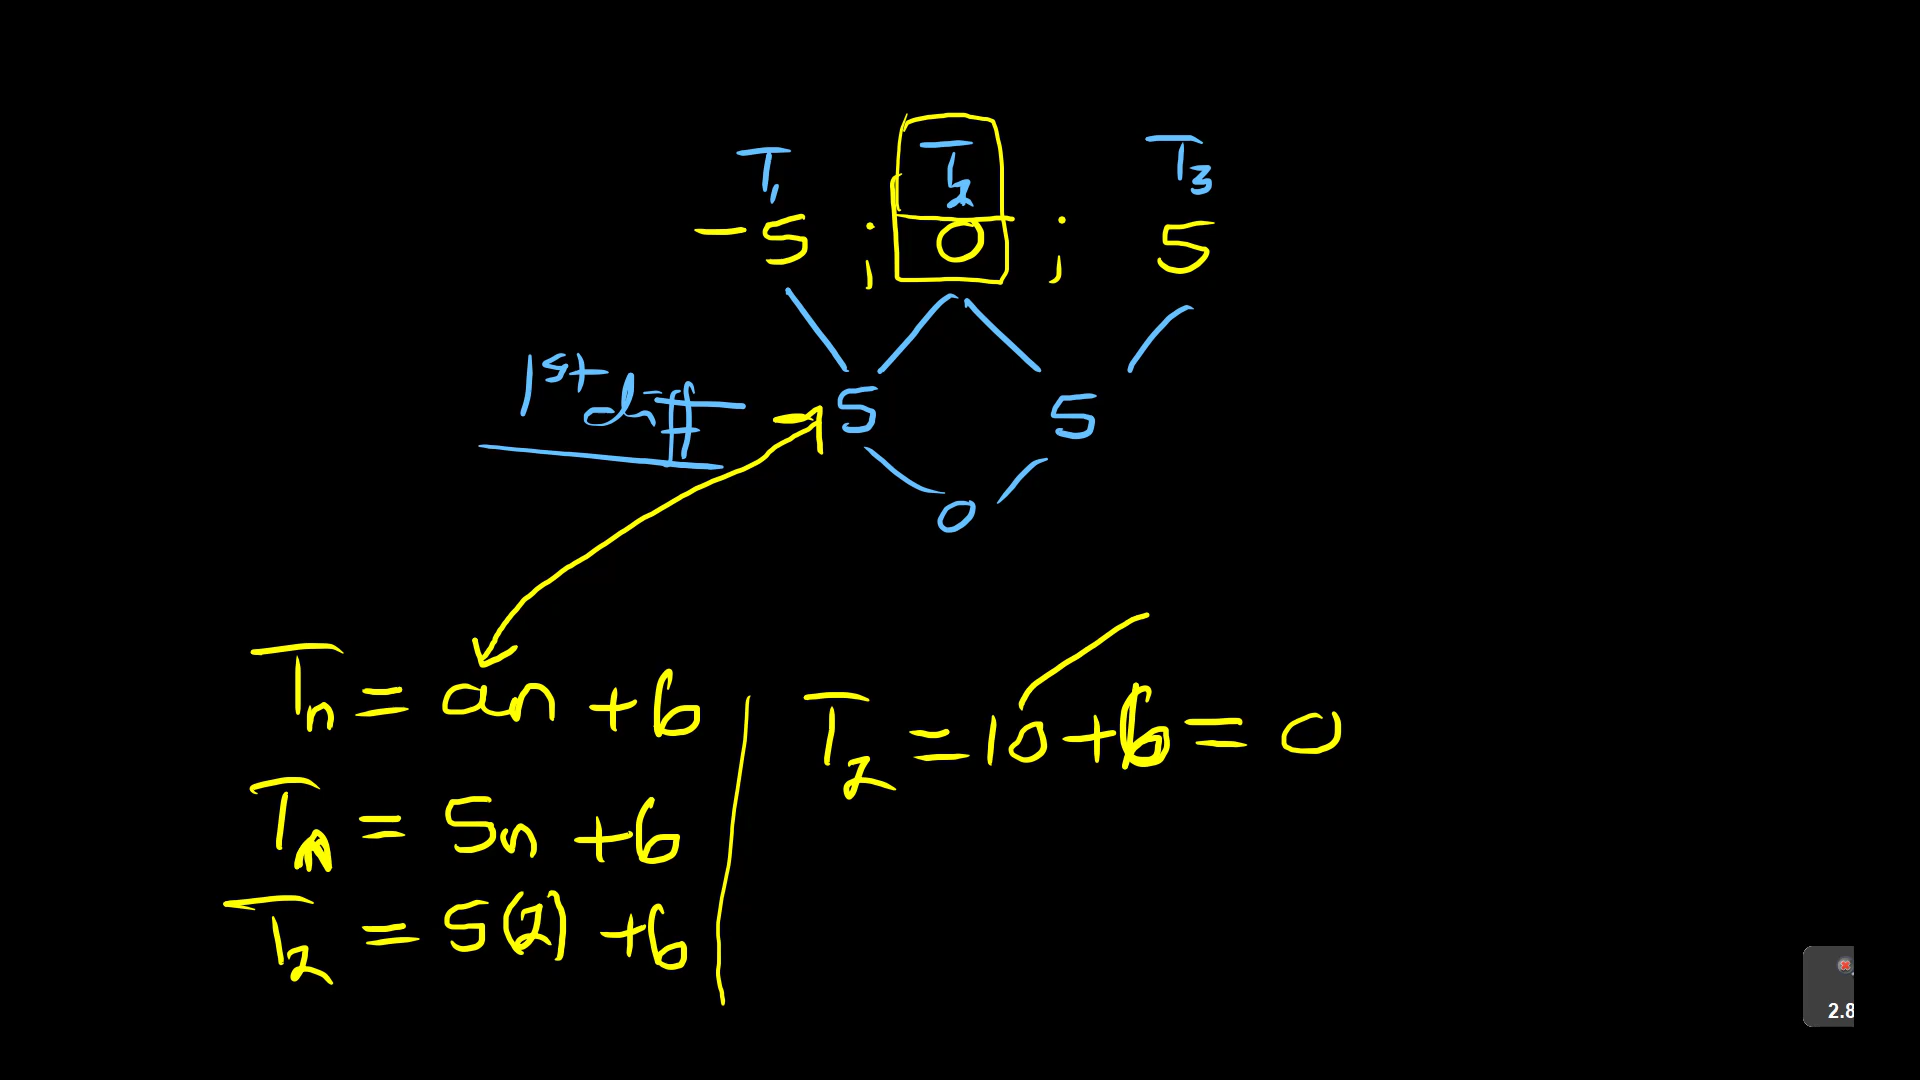 T1 T2 T3
-5 ; 0 ; 5
1st diff 5 5
0
Tn = an + b
Tn = 5n + b
T2 = 5(2) + b
T2 = 10 + b = 0
2.8